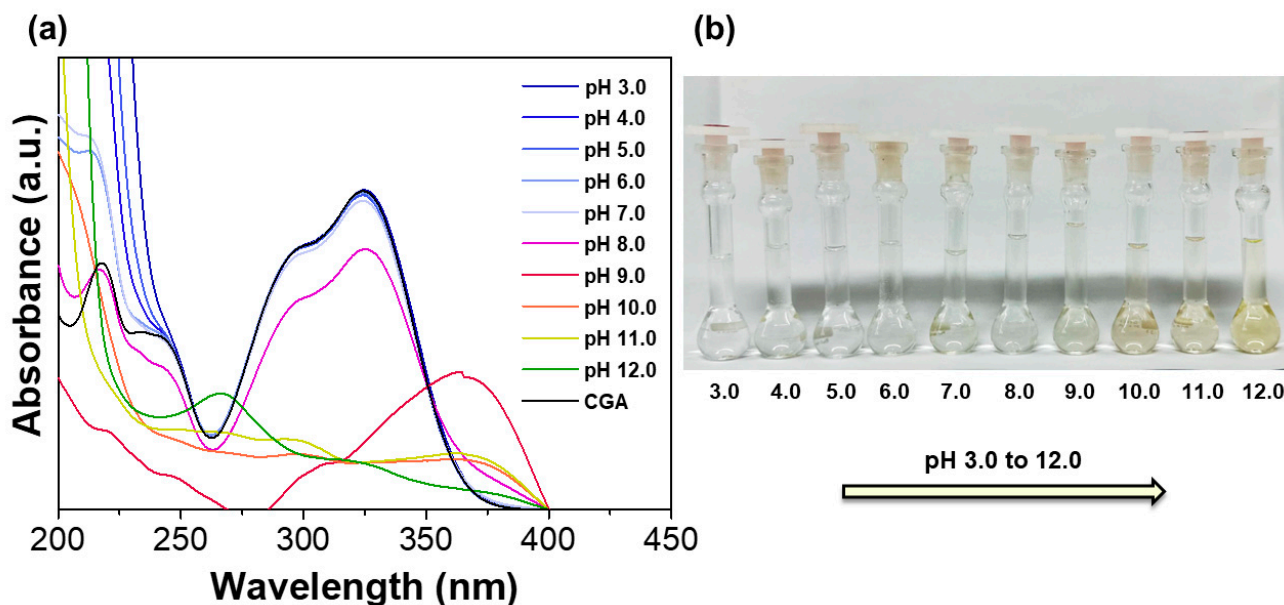 (a)
(b)
Absorbance (a.u.)
pH 3.0
pH 4.0
pH 5.0
pH 6.0
pH 7.0
pH 8.0
pH 9.0
pH 10.0
pH 11.0
pH 12.0
CGA
200 250 300 350 400 450
Wavelength (nm)
3.0 4.0 5.0 6.0 7.0 8.0 9.0 10.0 11.0 12.0
pH 3.0 to 12.0